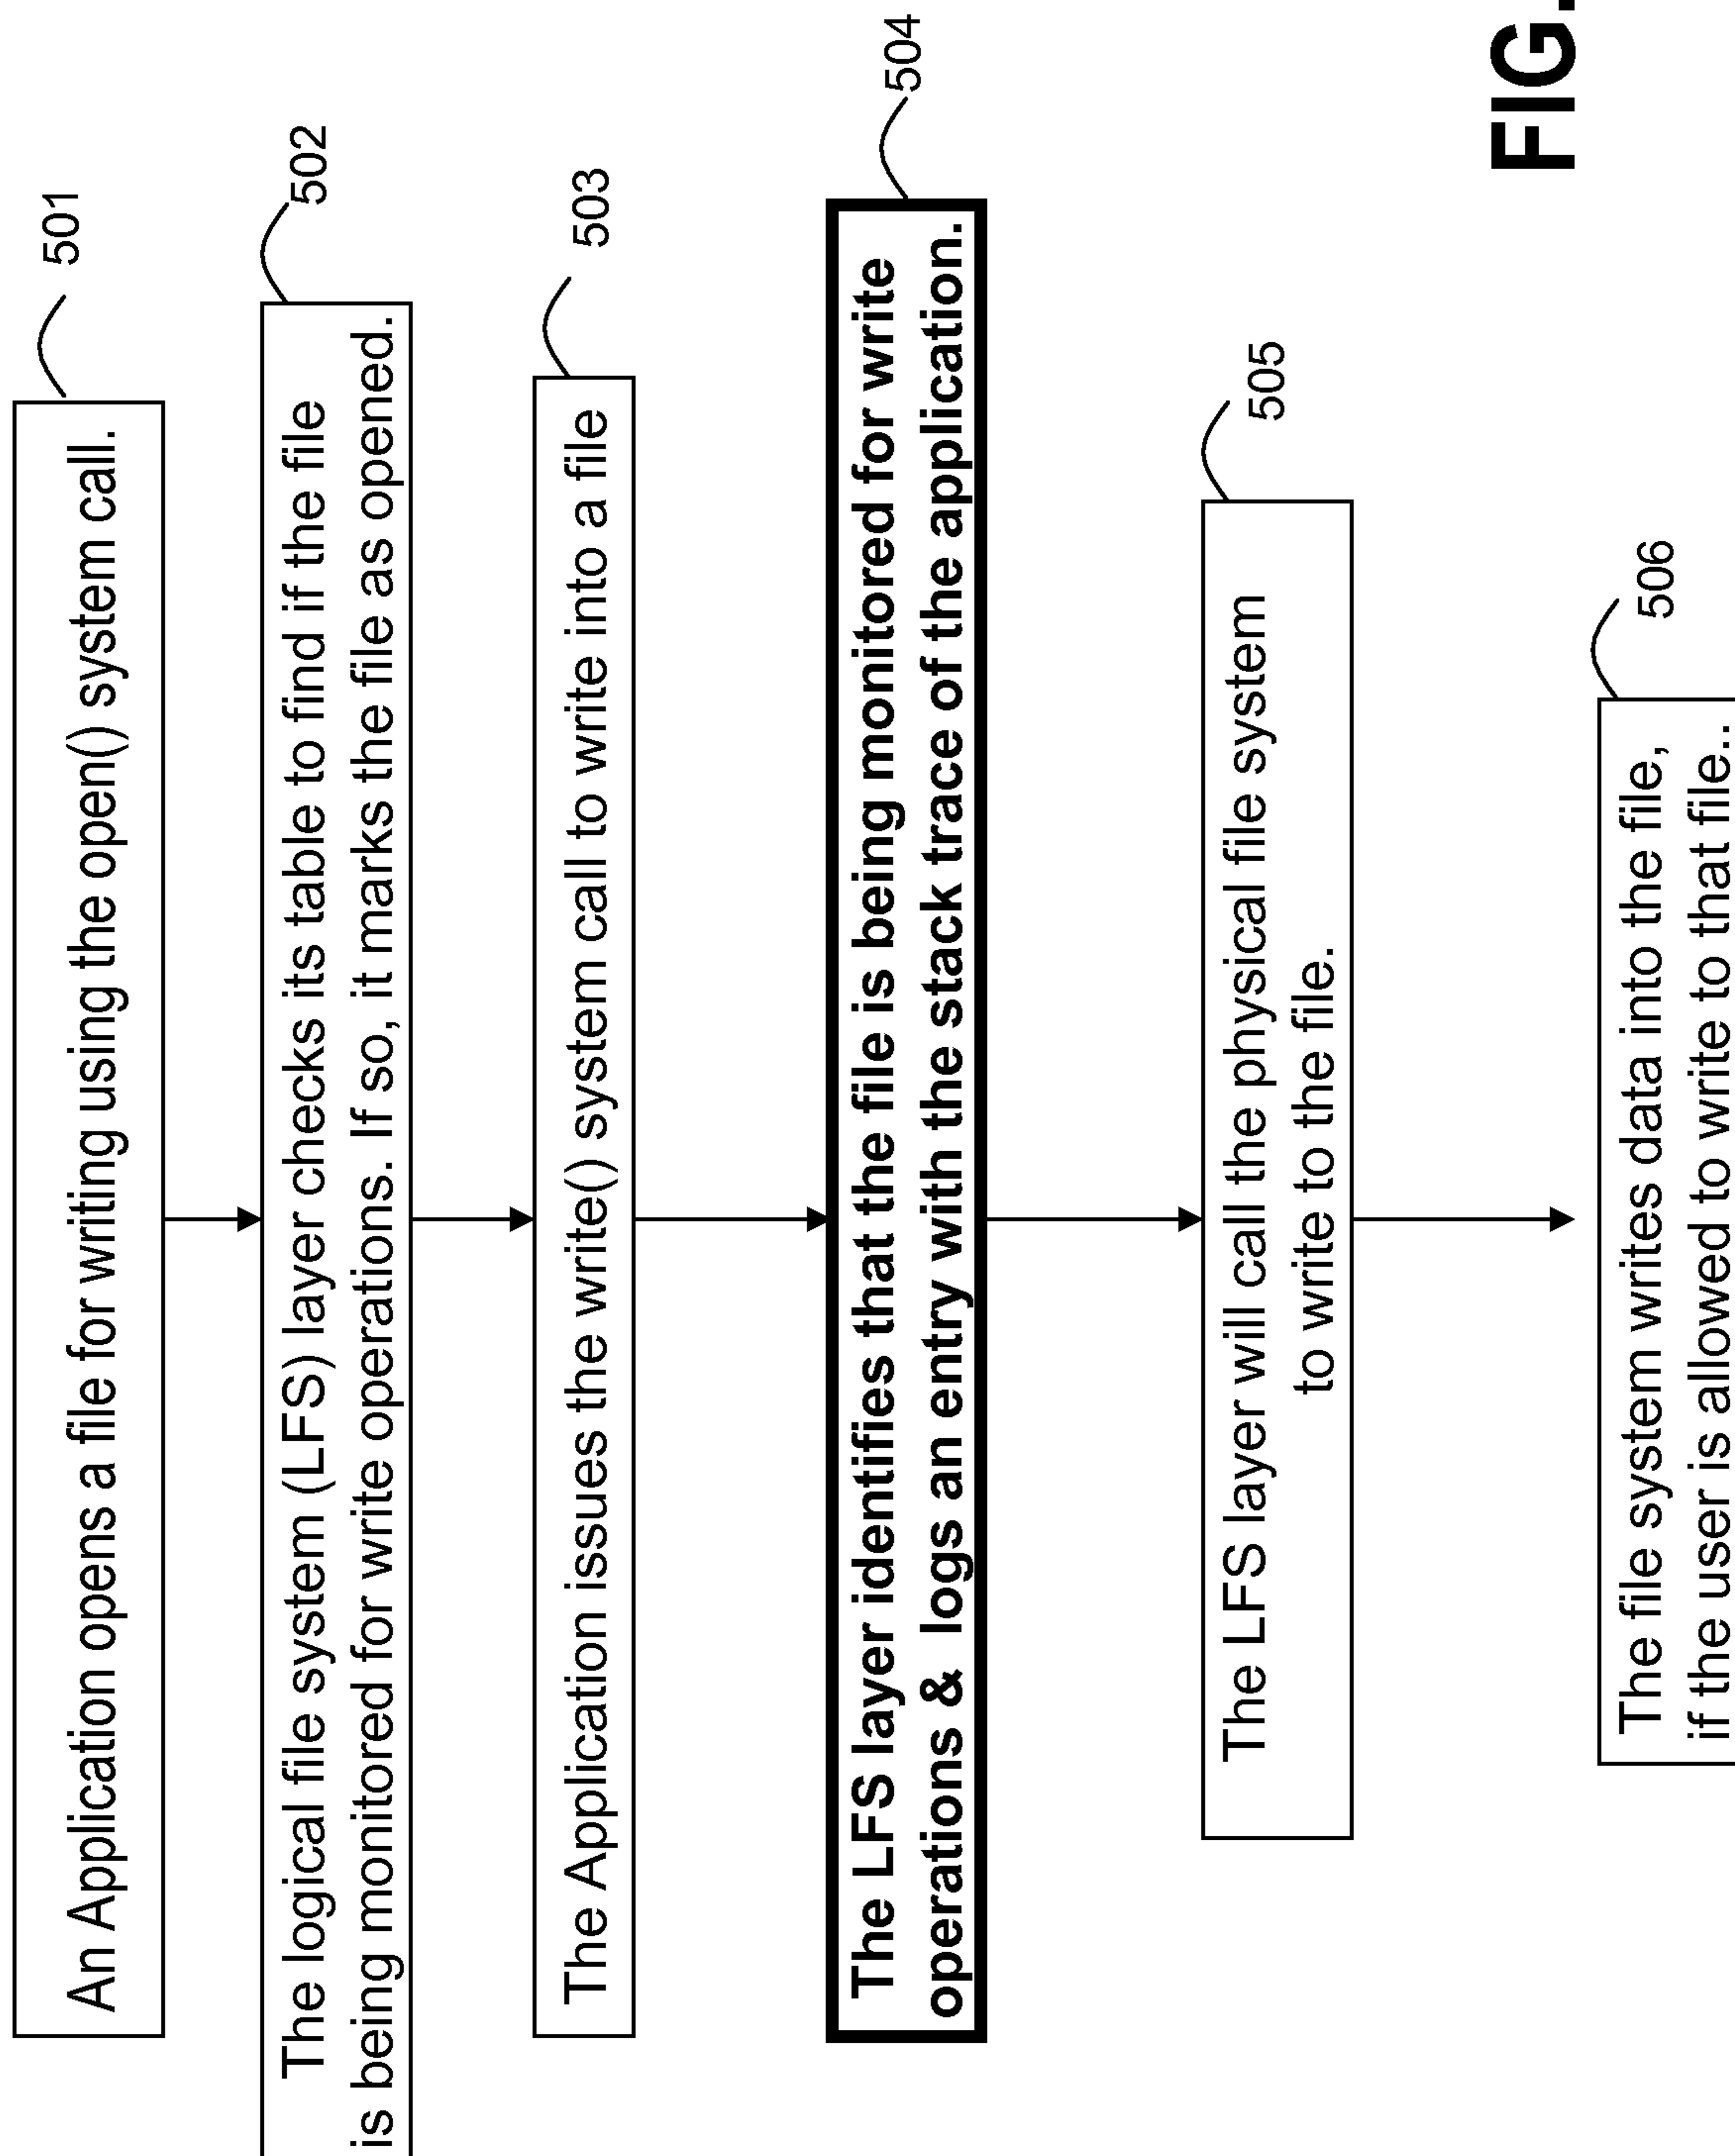 501
An Application opens a file for writing using the open() system call.
502
The logical file system (LFS) layer checks its table to find if the file
is being monitored for write operations. If so, it marks the file as opened.
503
The Application issues the write() system call to write into a file
504
The LFS layer identifies that the file is being monitored for write
operations & logs an entry with the stack trace of the application.
505
The LFS layer will call the physical file system
to write to the file.
506
The file system writes data into the file,
if the user is allowed to write to that file..
FIG.